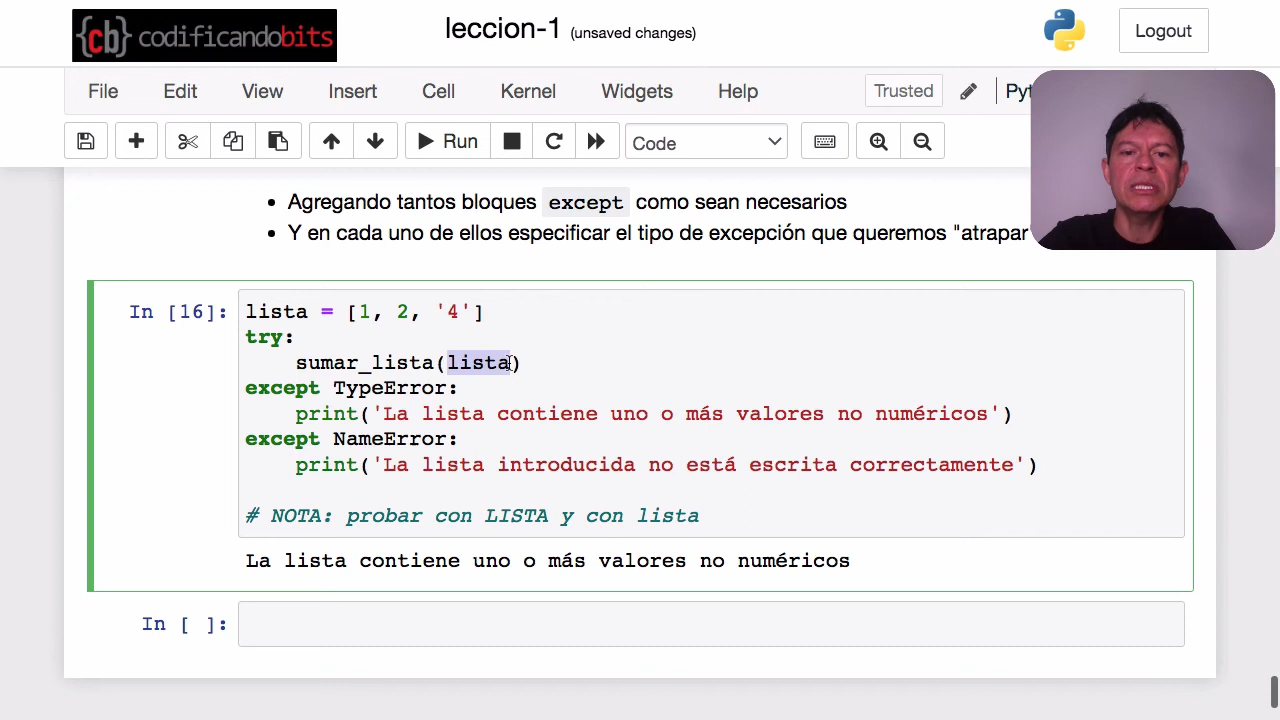 {cb} codificandobits
leccion-1 (unsaved changes)
Logout
File Edit View Insert Cell Kernel Widgets Help
Trusted
Run
Code
• Agregando tantos bloques except como sean necesarios
• Y en cada uno de ellos especificar el tipo de excepción que queremos "atrapar
In [16]:
lista = [1, 2, '4']
try:
sumar_lista(lista)
except TypeError:
print('La lista contiene uno o más valores no numéricos')
except NameError:
print('La lista introducida no está escrita correctamente')
# NOTA: probar con LISTA y con lista
La lista contiene uno o más valores no numéricos
In [ ]: